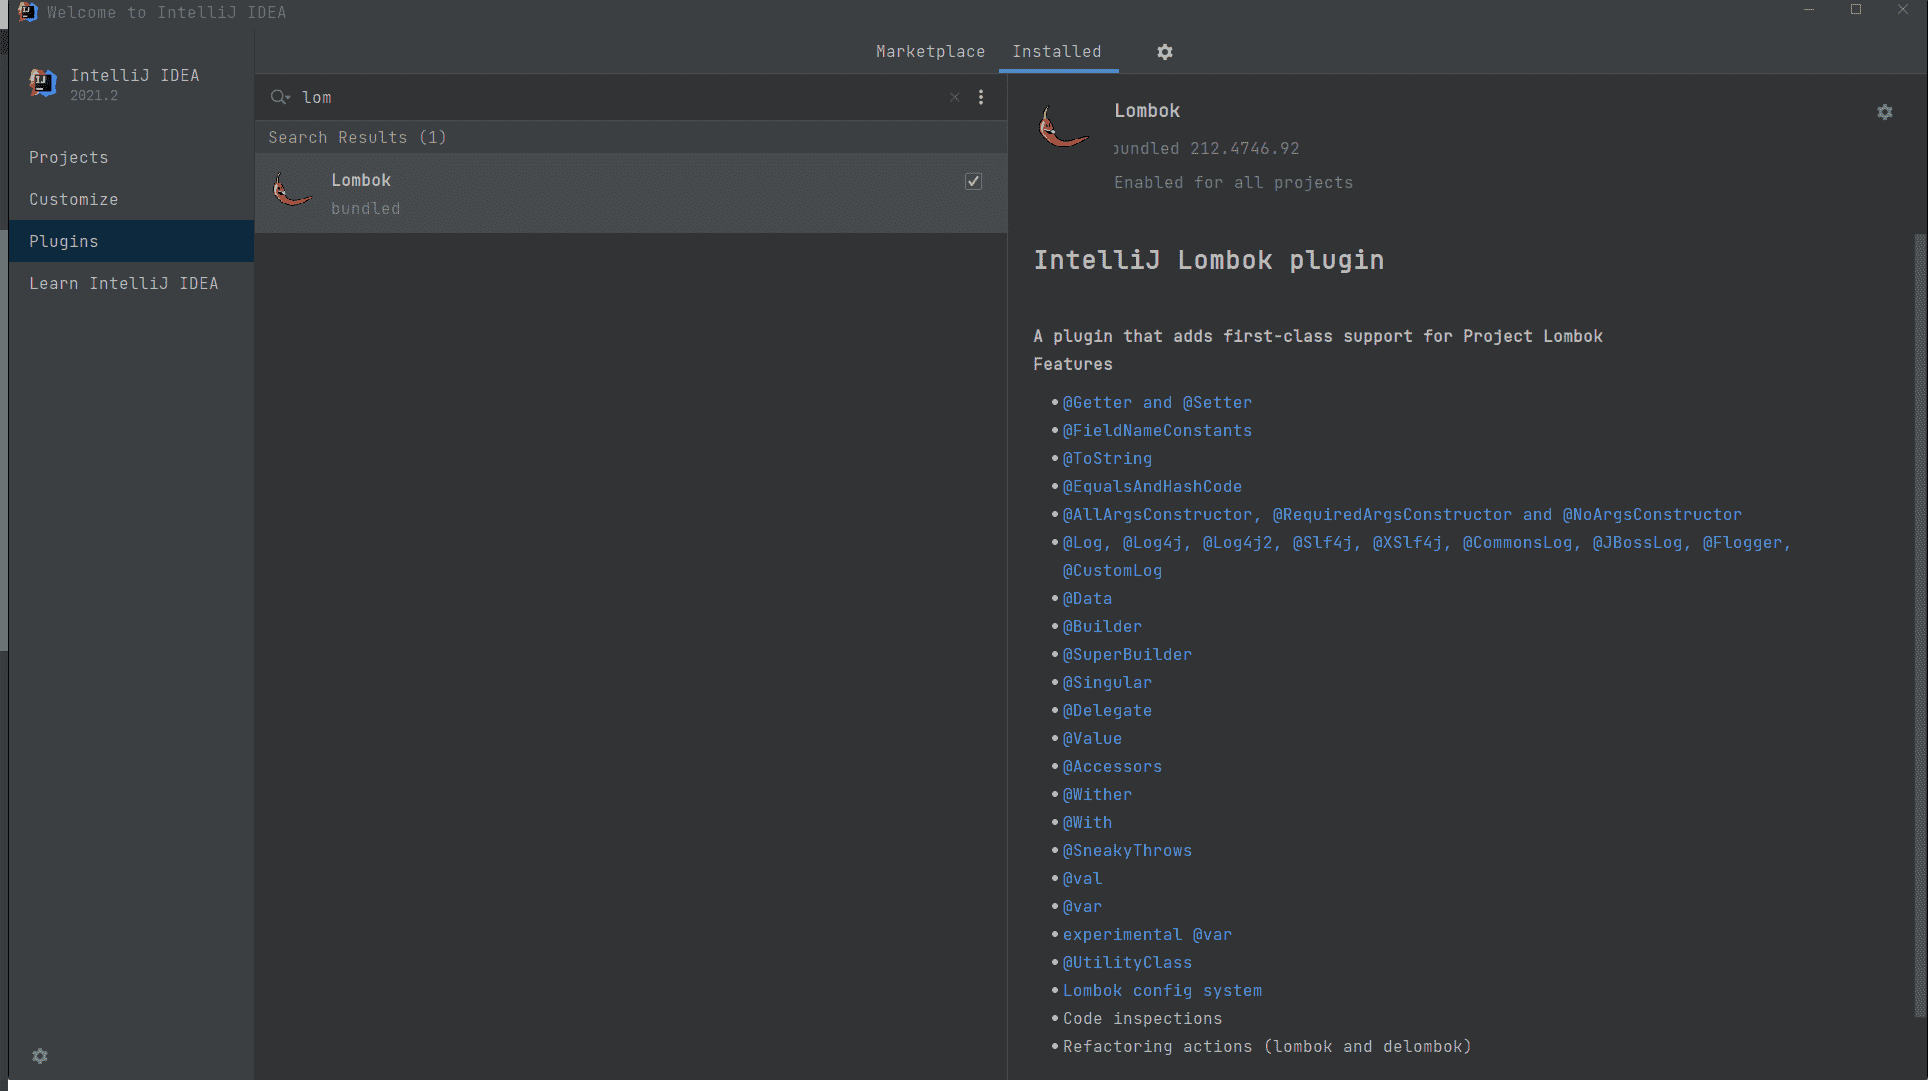 Welcome to IntelliJ IDEA
IntelliJ IDEA
2021.2
Projects
Customize
Plugins
Learn IntelliJ IDEA
Marketplace
Installed
lom
Search Results (1)
Lombok
bundled
Lombok
bundled 212.4746.92
Enabled for all projects
IntelliJ Lombok plugin
A plugin that adds first-class support for Project Lombok
Features
•@Getter and @Setter
•@FieldNameConstants
•@ToString
•@EqualsAndHashCode
•@AllArgsConstructor, @RequiredArgsConstructor and @NoArgsConstructor
•@Log, @Log4j, @Log4j2, @Slf4j, @XSlf4j, @CommonsLog, @JBossLog, @Flogger,
@CustomLog
•@Data
•@Builder
•@SuperBuilder
•@Singular
•@Delegate
•@Value
•@Accessors
•@Wither
•@With
•@SneakyThrows
•@val
•@var
•experimental @var
•@UtilityClass
•Lombok config system
•Code inspections
•Refactoring actions (lombok and delombok)